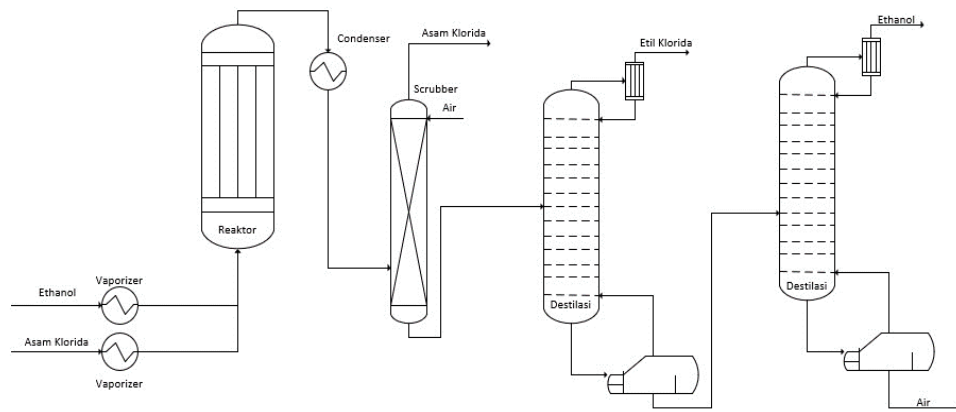 Ethanol
Vaporizer
Asam Klorida
Vaporizer
Reaktor
Condenser
Asam Klorida
Scrubber
Air
Etil Klorida
Destilasi
Ethanol
Destilasi
Air